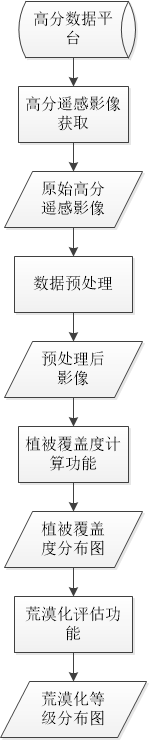 高分数据平
台
高分遥感影像
获取
原始高分
遥感影像
数据预处理
预处理后
影像
植被覆盖度计
算功能
植被覆盖
度分布图
荒漠化评估功
能
荒漠化等
级分布图